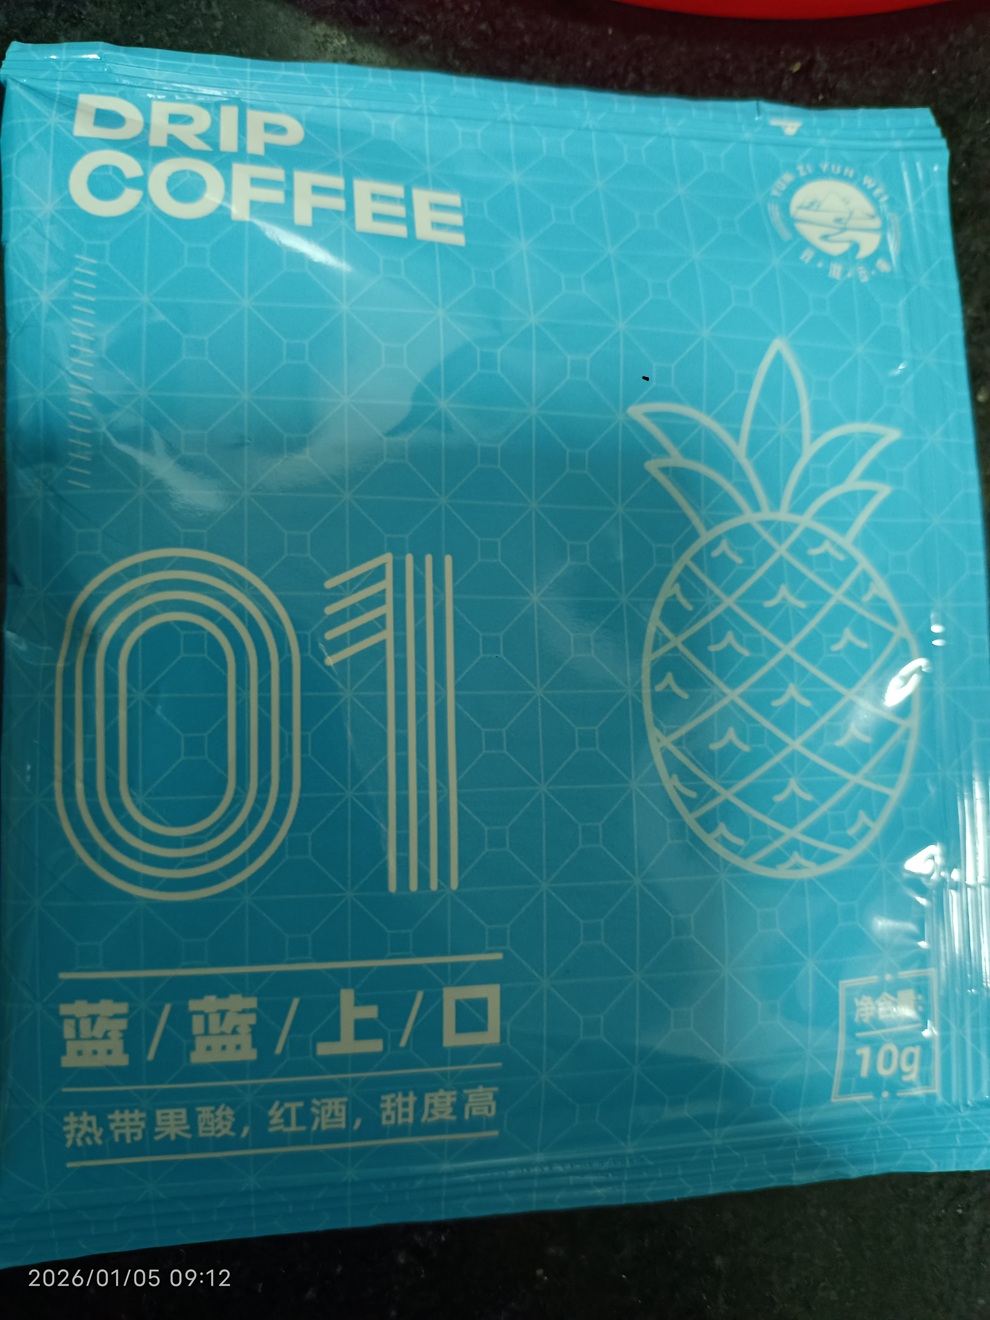 DRIP
COFFEE
01
蓝/蓝/上/口
热带果酸, 红酒, 甜度高
净含量:
10g
2026/01/05 09:12